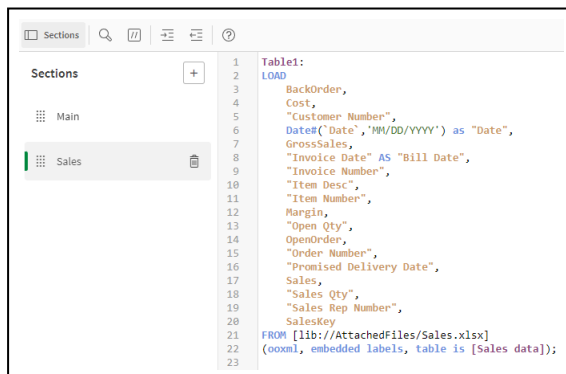 Sections
Sections
Main
Sales
1 Table1:
2 LOAD
3 BackOrder,
4 Cost,
5 "Customer Number",
6 Date#(`Date`,'MM/DD/YYYY') as "Date",
7 GrossSales,
8 "Invoice Date" AS "Bill Date",
9 "Invoice Number",
10 "Item Desc",
11 "Item Number",
12 Margin,
13 "Open Qty",
14 OpenOrder,
15 "Order Number",
16 "Promised Delivery Date",
17 Sales,
18 "Sales Qty",
19 "Sales Rep Number",
20 SalesKey
21 FROM [lib://AttachedFiles/Sales.xlsx]
22 (ooxml, embedded labels, table is [Sales data]);
23